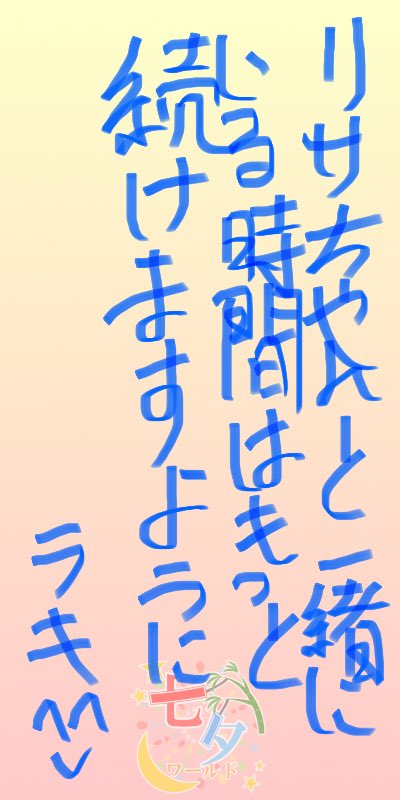 リサちゃんと一緒に
いる時間はもっと
続けますように
ラキ
七夕
ワールド